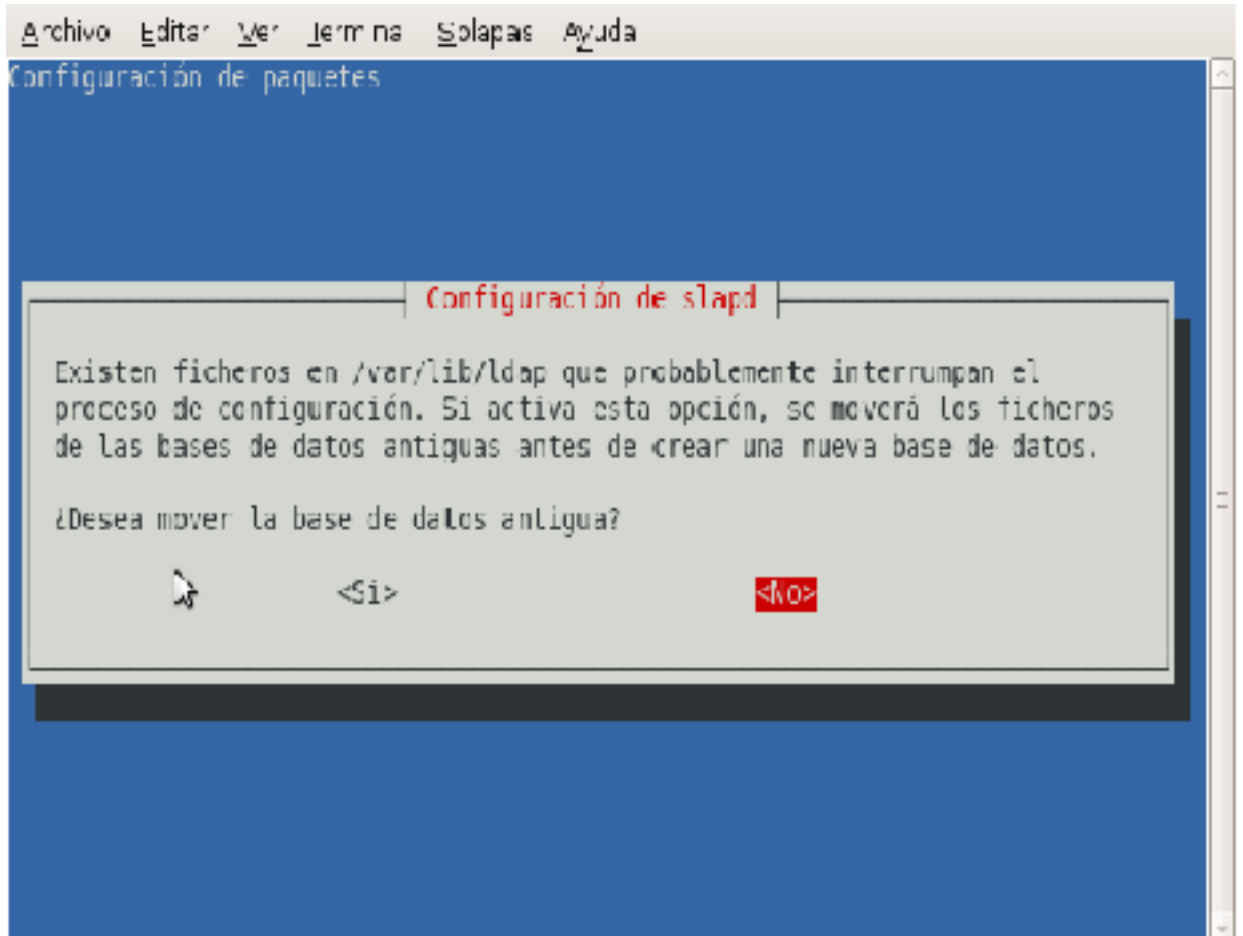 Archivo Editar Ver Terminal Solapas Ayuda
Configuración de paquetes
Configuración de slapd
Existen ficheros en /var/lib/ldap que probablemente interrumpan el
proceso de configuración. Si activa esta opción, se moverá los ficheros
de las bases de datos antiguas antes de crear una nueva base de datos.
¿Desea mover la base de datos antigua?
<Sí> <No>